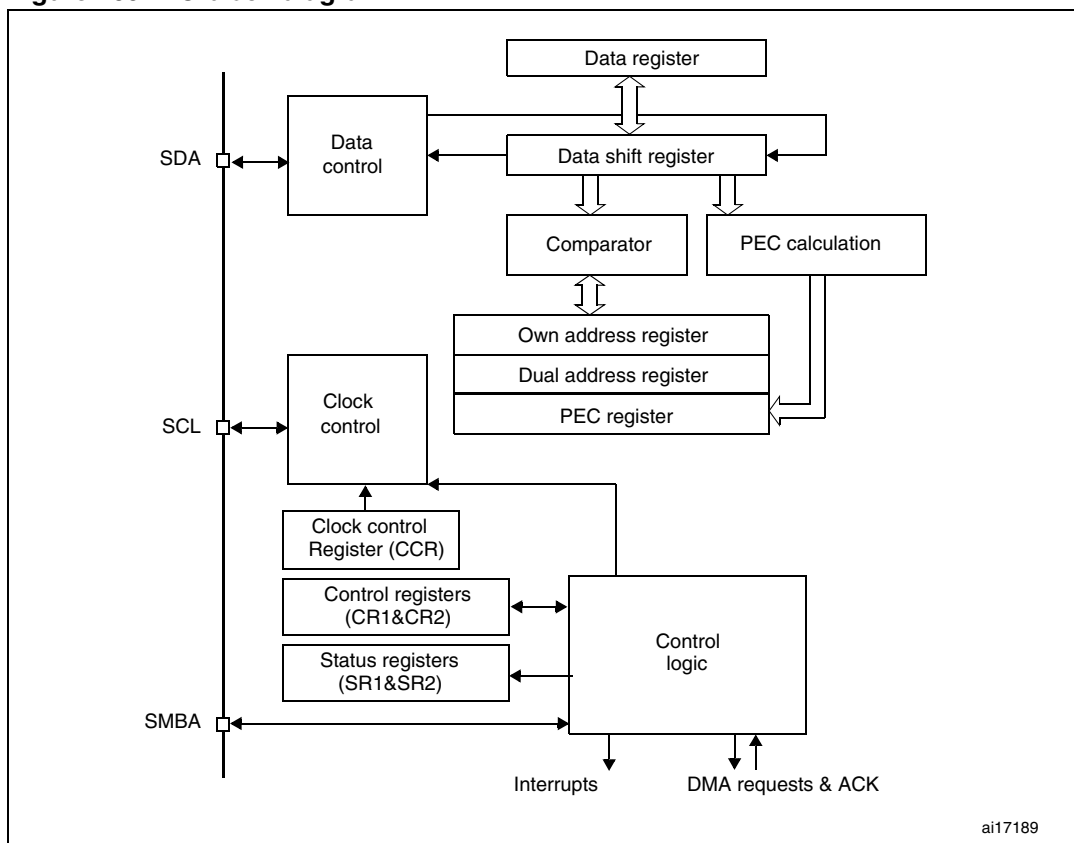 Data register
Data
control
SDA
Data shift register
Comparator
PEC calculation
Own address register
Dual address register
PEC register
Clock
control
SCL
Clock control
Register (CCR)
Control registers
(CR1&CR2)
Control
logic
Status registers
(SR1&SR2)
SMBA
Interrupts
DMA requests & ACK
ai17189